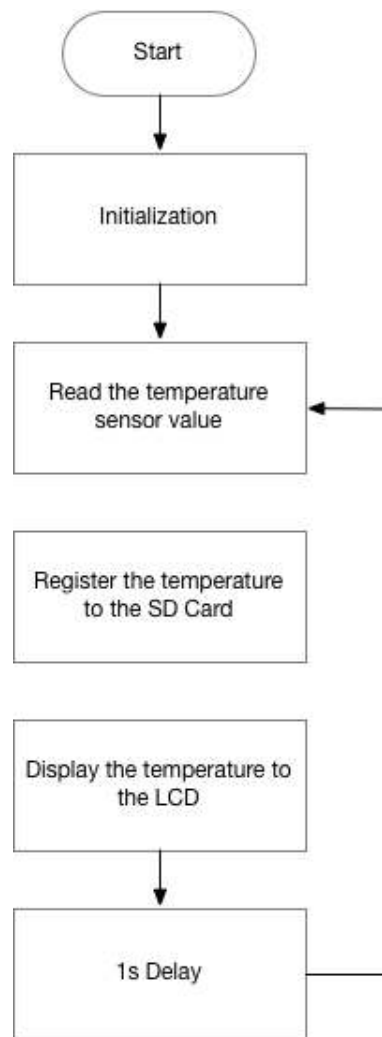 Start
Initialization
Read the temperature
sensor value
Register the temperature
to the SD Card
Display the temperature to
the LCD
1s Delay